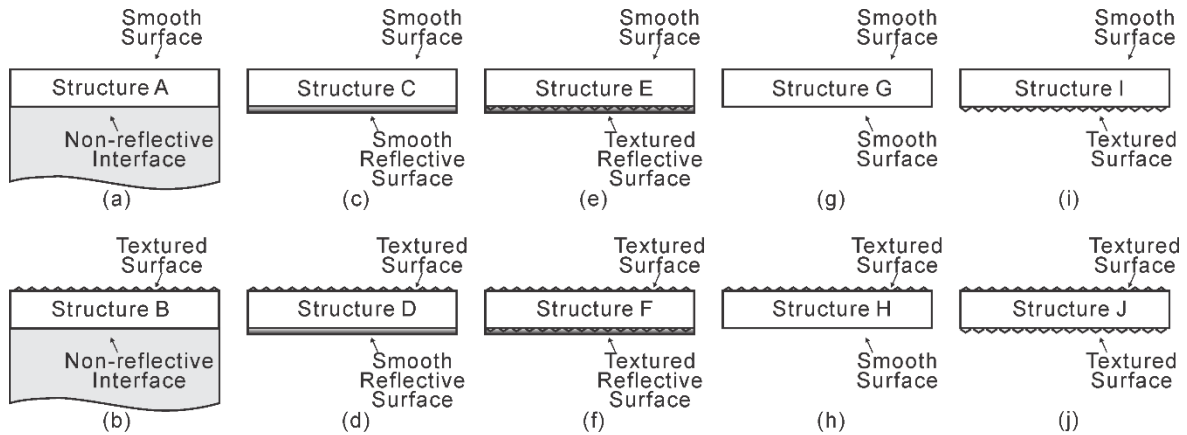 Smooth
Surface
Structure A
Non-reflective
Interface
(a)
Smooth
Surface
Structure C
Smooth
Reflective
Surface
(c)
Smooth
Surface
Structure E
Textured
Reflective
Surface
(e)
Smooth
Surface
Structure G
Smooth
Surface
(g)
Smooth
Surface
Structure I
Textured
Surface
(i)
Textured
Surface
Structure B
Non-reflective
Interface
(b)
Textured
Surface
Structure D
Smooth
Reflective
Surface
(d)
Textured
Surface
Structure F
Textured
Reflective
Surface
(f)
Textured
Surface
Structure H
Smooth
Surface
(h)
Textured
Surface
Structure J
Textured
Surface
(j)